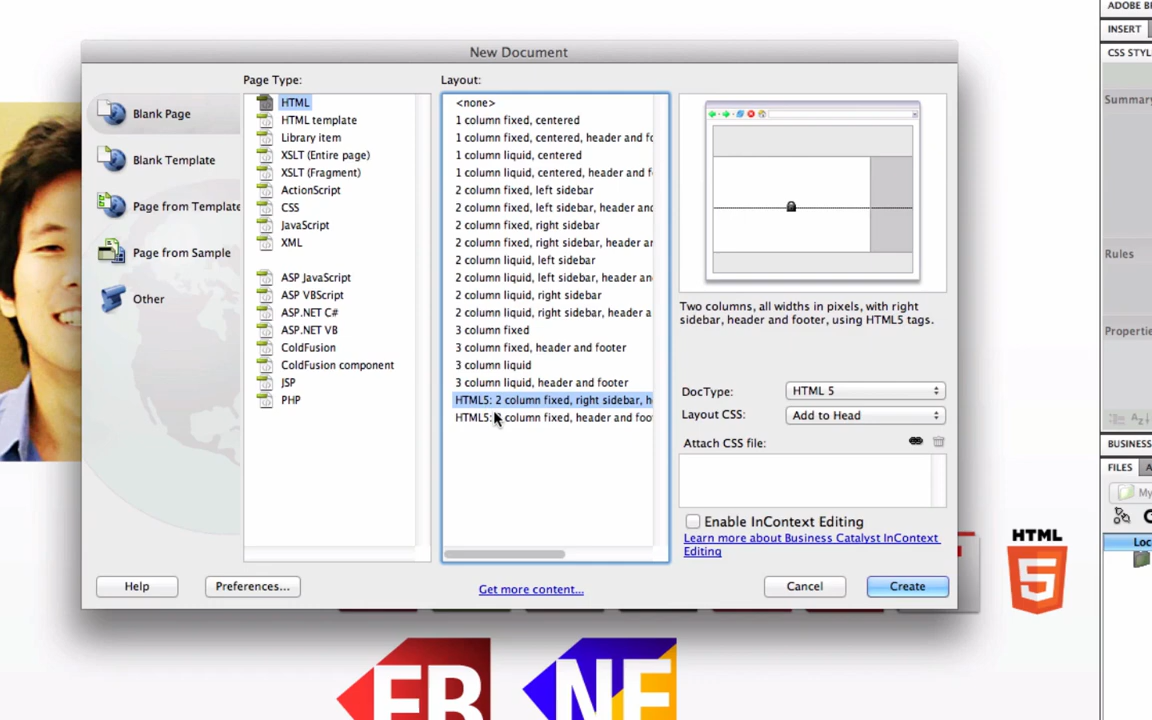 New Document
Page Type:
Layout:
Blank Page
Blank Template
Page from Template
Page from Sample
Other
HTML
HTML template
Library item
XSLT (Entire page)
XSLT (Fragment)
ActionScript
CSS
JavaScript
XML
ASP JavaScript
ASP VBScript
ASP.NET C#
ASP.NET VB
ColdFusion
ColdFusion component
JSP
PHP
<none>
1 column fixed, centered
1 column fixed, centered, header and fo
1 column liquid, centered
1 column liquid, centered, header and f
2 column fixed, left sidebar
2 column fixed, left sidebar, header an
2 column fixed, right sidebar
2 column fixed, right sidebar, header a
2 column liquid, left sidebar
2 column liquid, left sidebar, header an
2 column liquid, right sidebar
2 column liquid, right sidebar, header a
3 column fixed
3 column fixed, header and footer
3 column liquid
3 column liquid, header and footer
HTML5: 2 column fixed, right sidebar, h
HTML5: column fixed, header and foo
Two columns, all widths in pixels, with right
sidebar, header and footer, using HTML5 tags.
DocType: HTML 5
Layout CSS: Add to Head
Attach CSS file:
Enable InContext Editing
Learn more about Business Catalyst InContext
Editing
Help
Preferences...
Get more content...
Cancel
Create
ADOBE B
INSERT
CSS STYL
Summary
Rules
Properti
BUSINESS
FILES
My
Loc
HTML
5